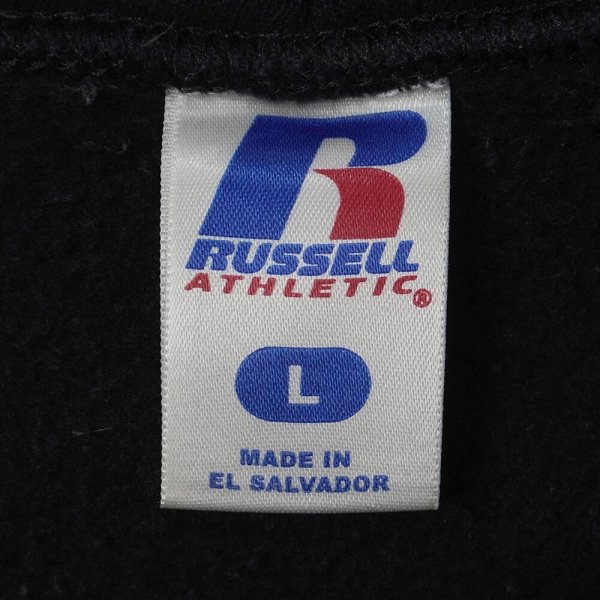 R
RUSSELL
ATHLETIC®
L
MADE IN
EL SALVADOR